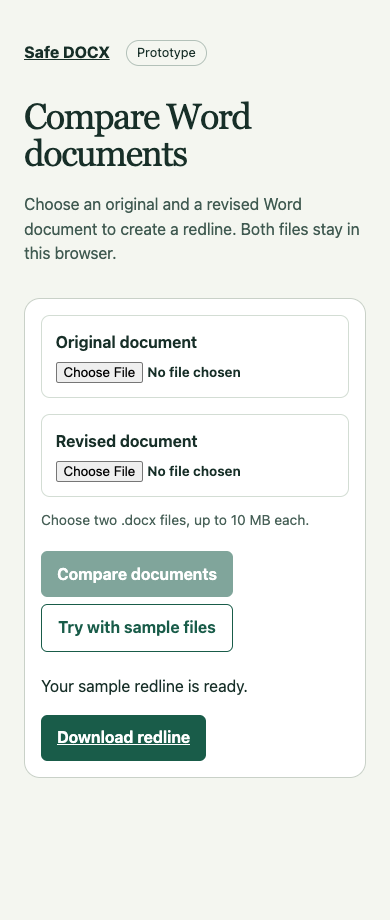 Safe DOCX
Prototype
Compare Word
documents
Choose an original and a revised Word
document to create a redline. Both files stay in
this browser.
Original document
Choose File No file chosen
Revised document
Choose File No file chosen
Choose two .docx files, up to 10 MB each.
Compare documents
Try with sample files
Your sample redline is ready.
Download redline